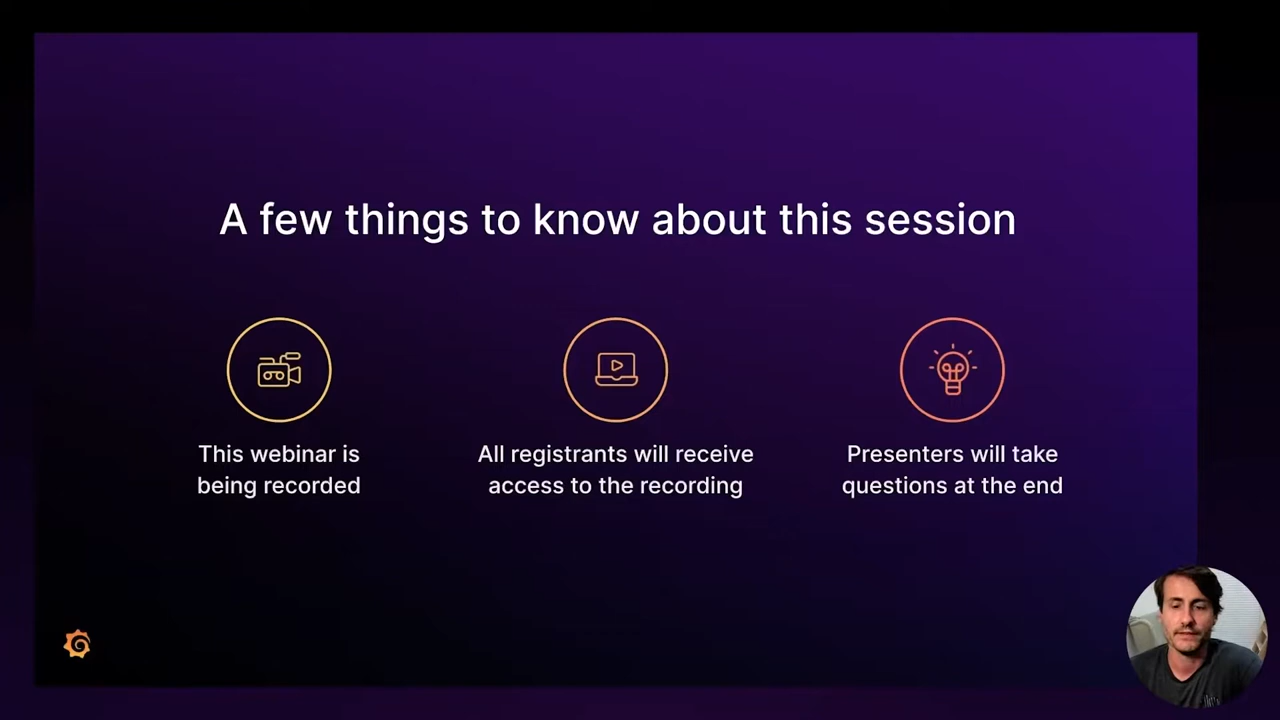 A few things to know about this session
This webinar is
being recorded
All registrants will receive
access to the recording
Presenters will take
questions at the end